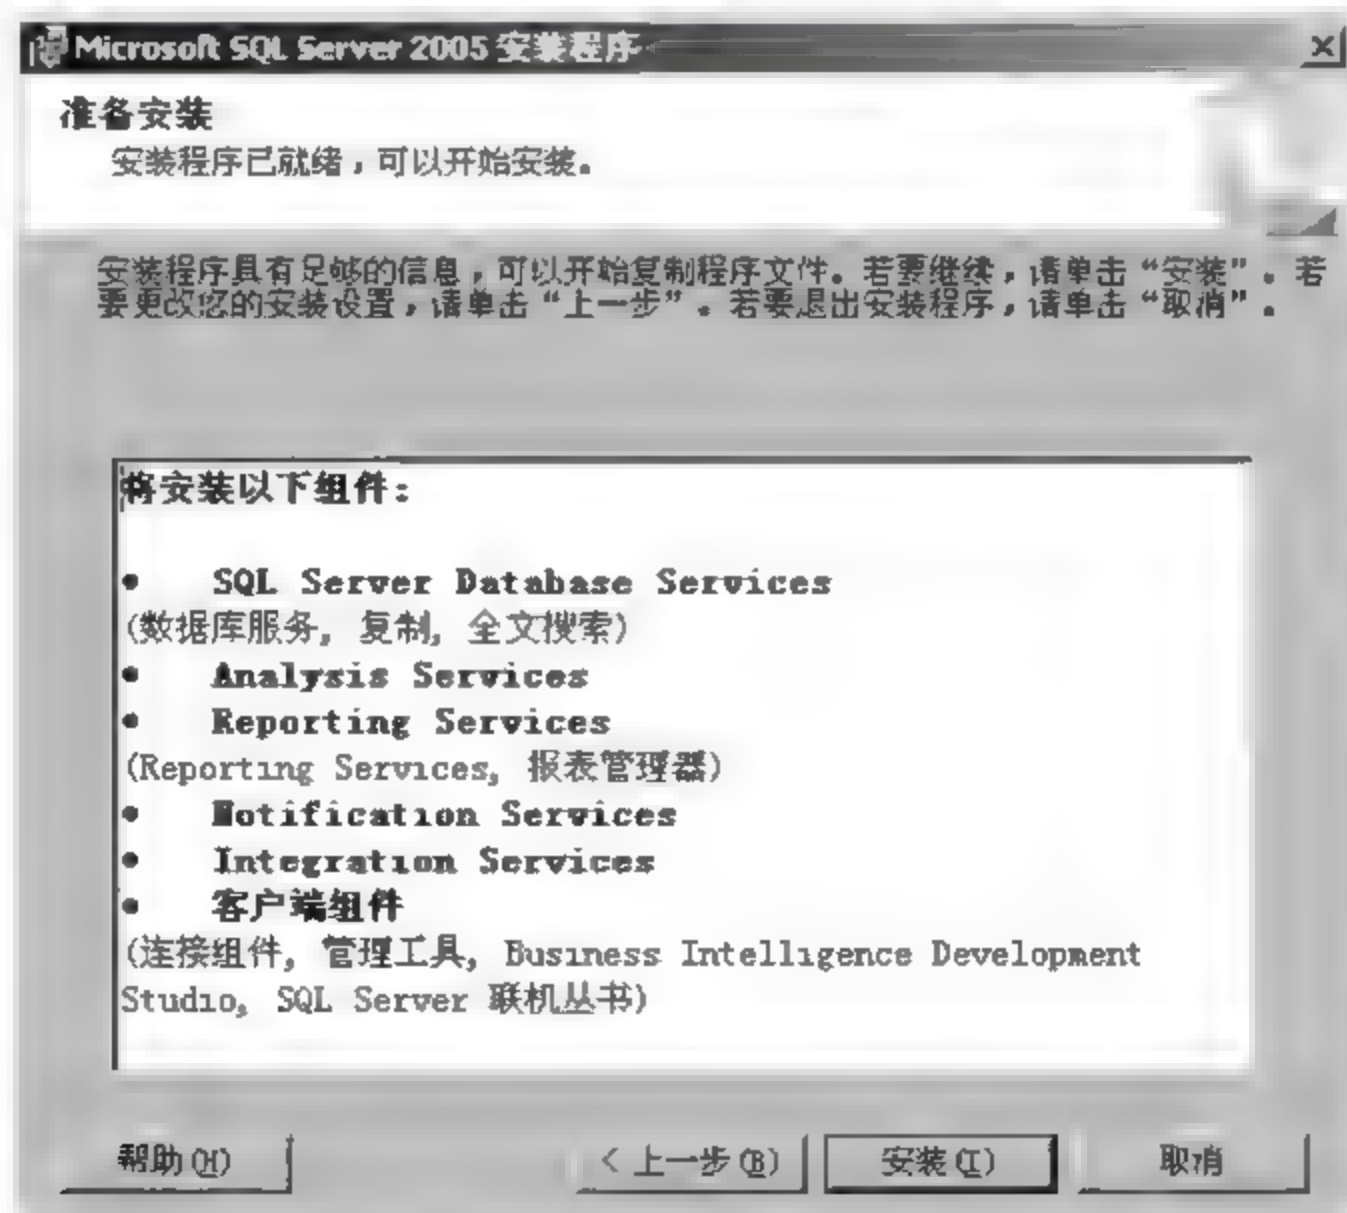 Microsoft SQL Server 2005 安装程序
准备安装
安装程序已就绪，可以开始安装。
安装程序具有足够的信息，可以开始复制程序文件。若要继续，请单击“安装”。若
要更改您的安装设置，请单击“上一步”。若要退出安装程序，请单击“取消”。
将安装以下组件：
• SQL Server Database Services
(数据库服务, 复制, 全文搜索)
• Analysis Services
• Reporting Services
(Reporting Services, 报表管理器)
• Notification Services
• Integration Services
• 客户端组件
(连接组件, 管理工具, Business Intelligence Development
Studio, SQL Server 联机丛书)
帮助(H) < 上一步(B) 安装(I) 取消